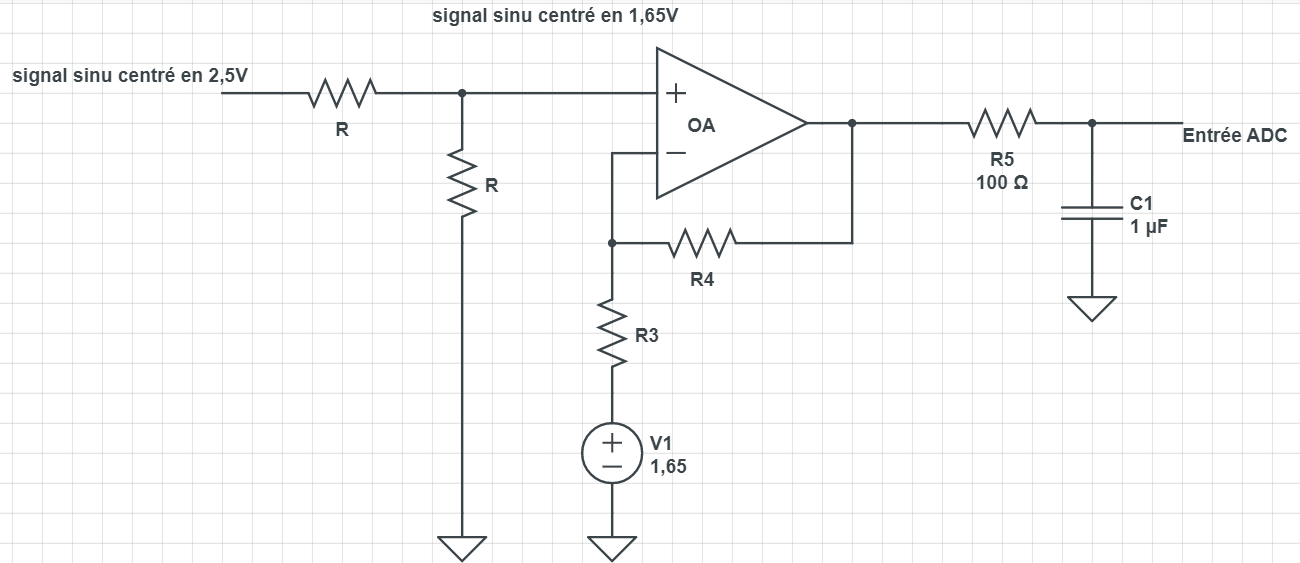 signal sinu centré en 1,65V
signal sinu centré en 2,5V
R
R
OA
R4
R3
V1
1,65
R5
100 Ω
Entrée ADC
C1
1 µF